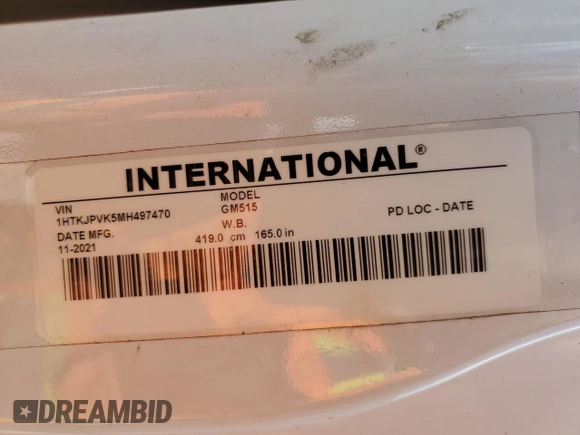 INTERNATIONAL®
VIN MODEL
1HTKJPVK5MH497470 GM515
DATE MFG. W.B. PD LOC - DATE
11-2021 419.0 cm 165.0 in
DREAMBID